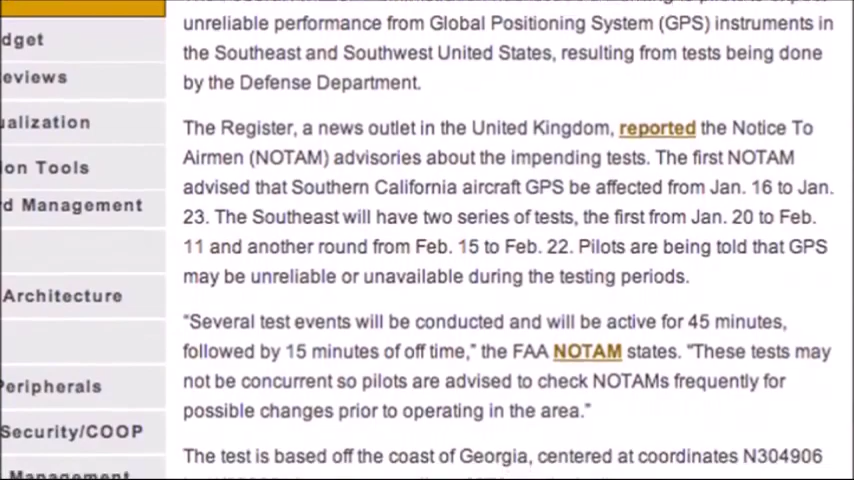 unreliable performance from Global Positioning System (GPS) instruments in
the Southeast and Southwest United States, resulting from tests being done
by the Defense Department.
The Register, a news outlet in the United Kingdom, reported the Notice To
Airmen (NOTAM) advisories about the impending tests. The first NOTAM
advised that Southern California aircraft GPS be affected from Jan. 16 to Jan.
23. The Southeast will have two series of tests, the first from Jan. 20 to Feb.
11 and another round from Feb. 15 to Feb. 22. Pilots are being told that GPS
may be unreliable or unavailable during the testing periods.
"Several test events will be conducted and will be active for 45 minutes,
followed by 15 minutes of off time," the FAA NOTAM states. "These tests may
not be concurrent so pilots are advised to check NOTAMs frequently for
possible changes prior to operating in the area."
The test is based off the coast of Georgia, centered at coordinates N304906
dget
eviews
ualization
ion Tools
rd Management
Architecture
Peripherals
Security/COOP
Management